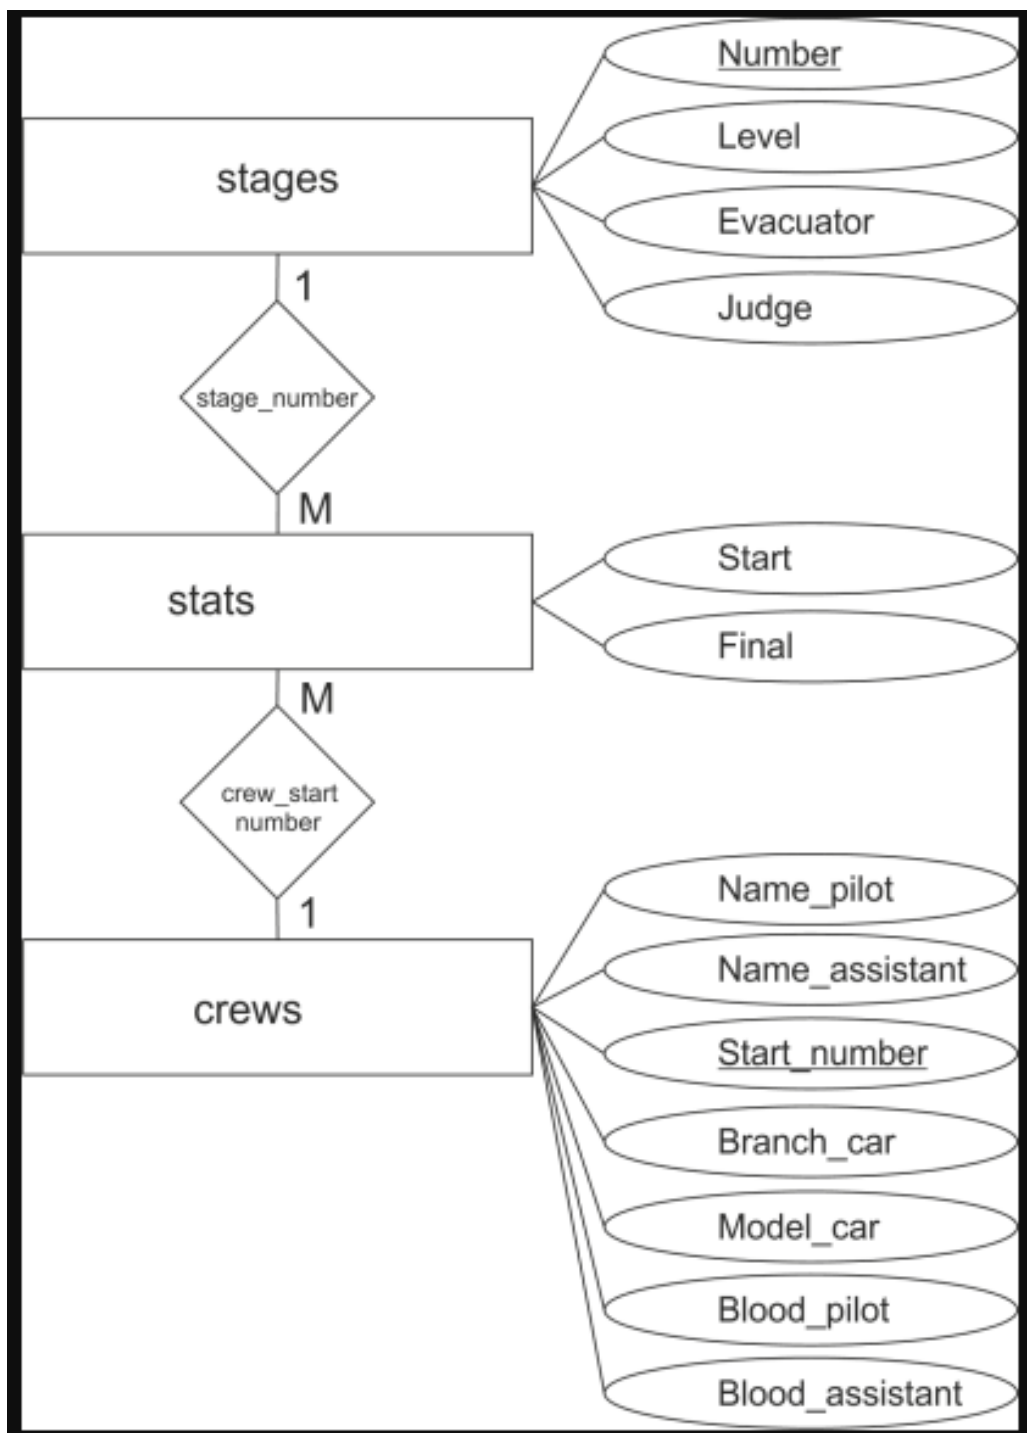 Number
Level
stages
Evacuator
Judge
1
stage_number
M
Start
stats
Final
M
crew_start
number
1
Name_pilot
Name_assistant
crews
Start_number
Branch_car
Model_car
Blood_pilot
Blood_assistant